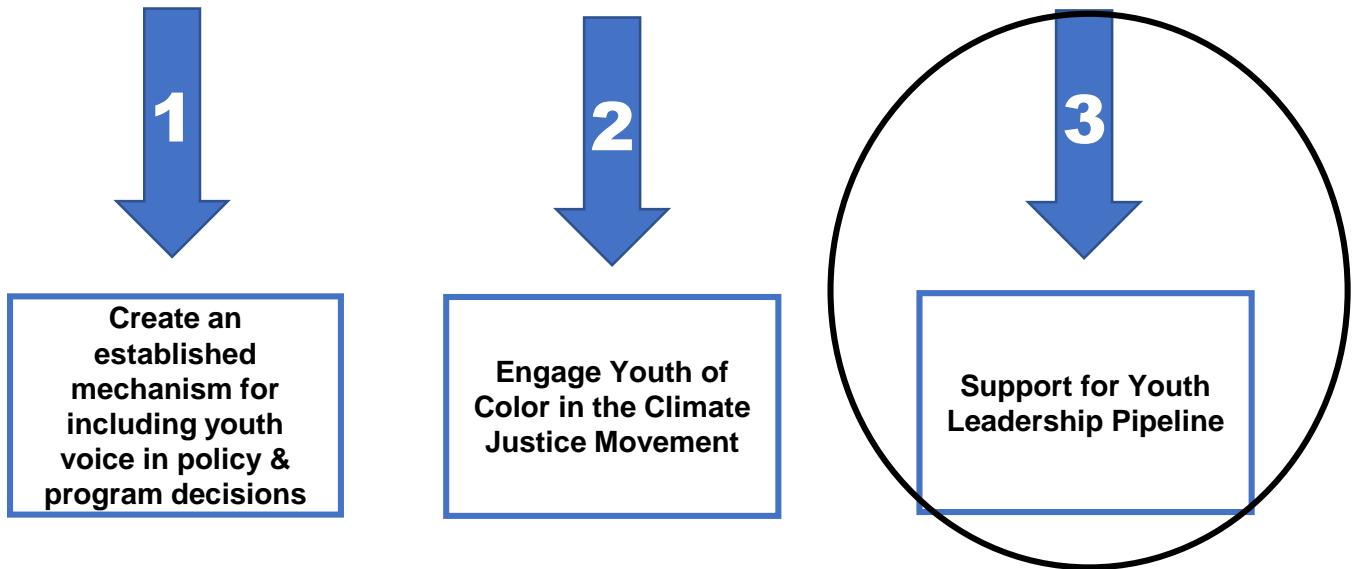 1
Create an
established
mechanism for
including youth
voice in policy &
program decisions
2
Engage Youth of
Color in the Climate
Justice Movement
3
Support for Youth
Leadership Pipeline